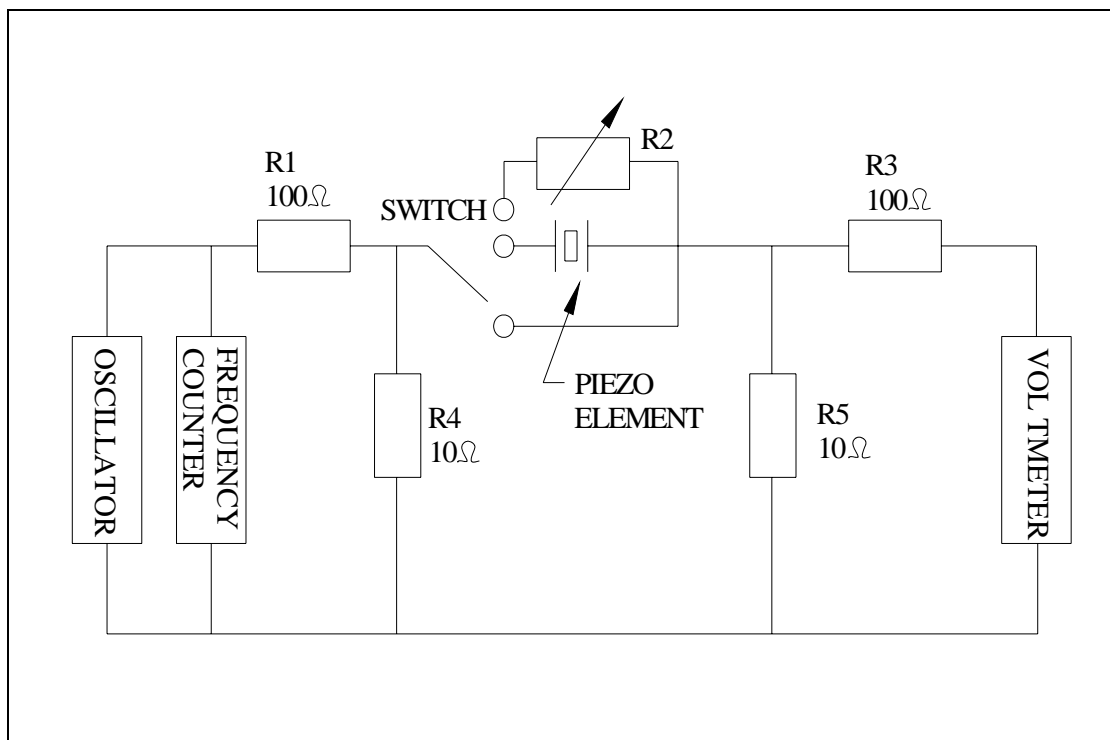 R2
R1
100Ω
R3
100Ω
SWITCH
OSCILLATOR
FREQUENCY
COUNTER
R4
10Ω
PIEZO
ELEMENT
R5
10Ω
VOL TMETER